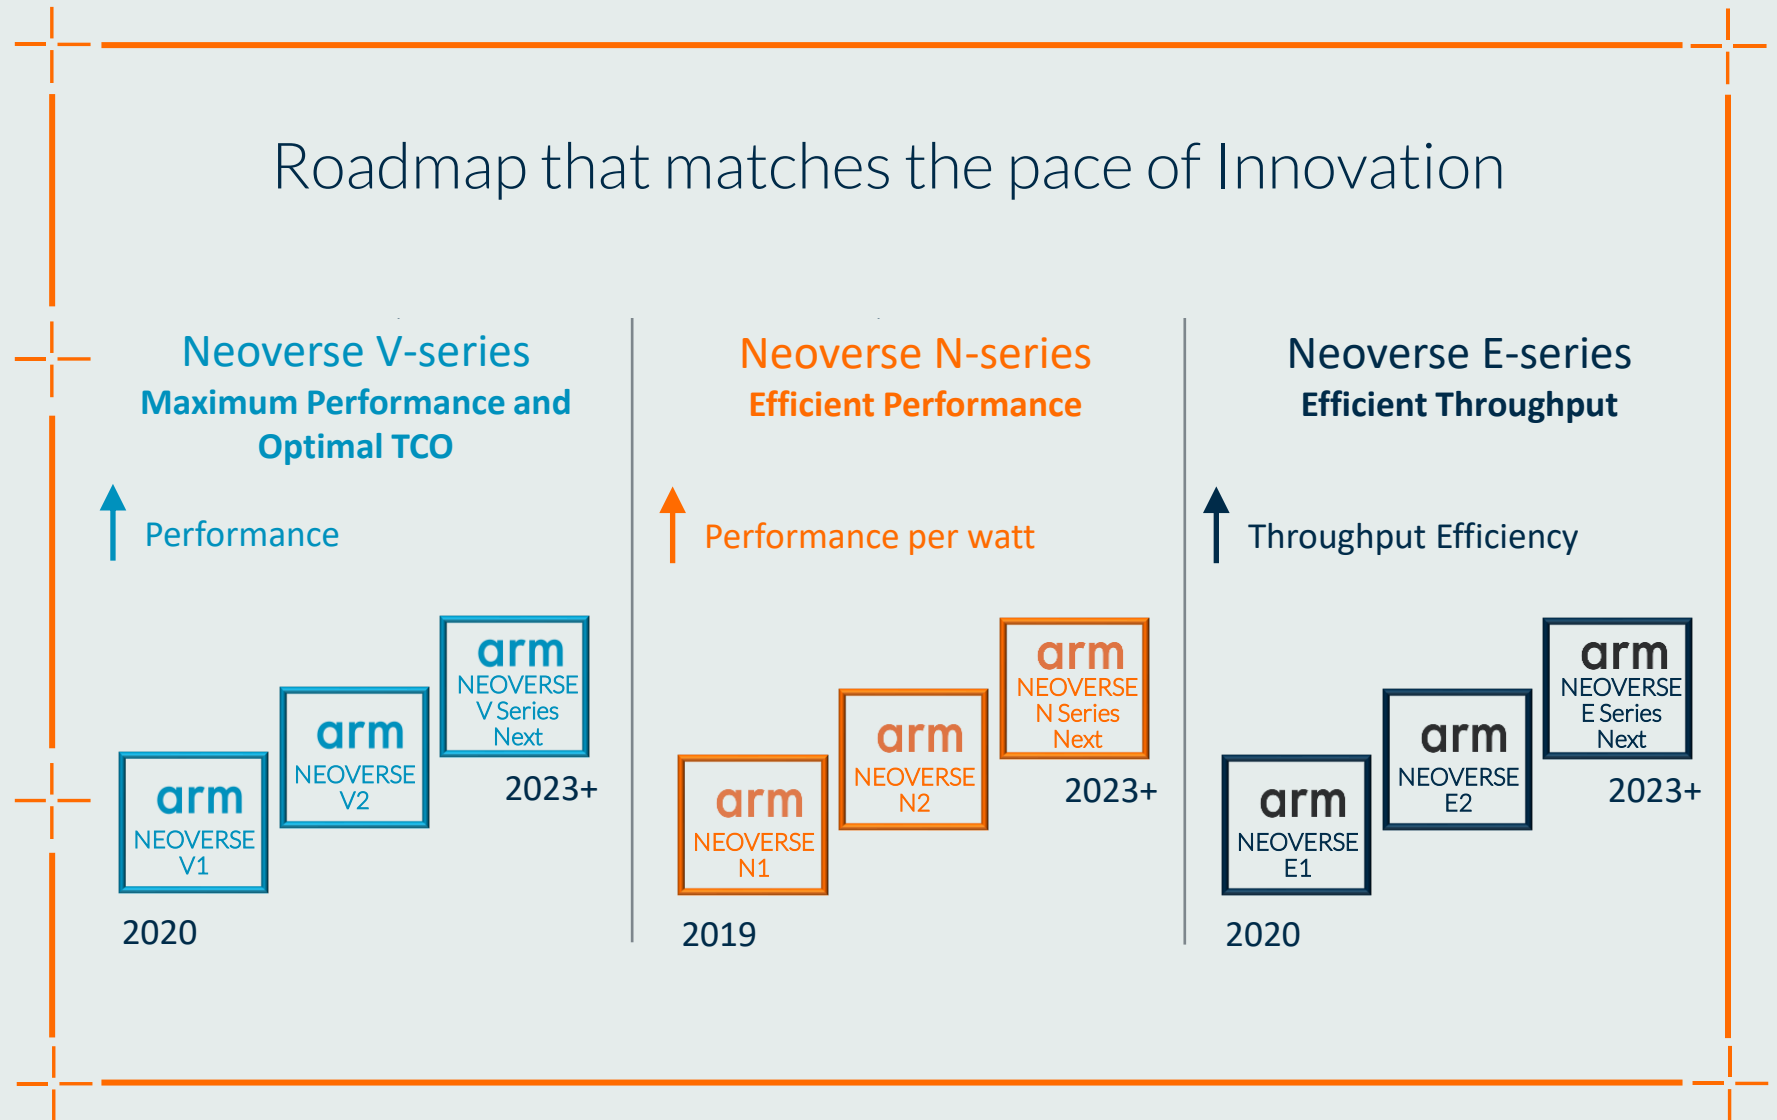 Roadmap that matches the pace of Innovation
Neoverse V-series
Maximum Performance and
Optimal TCO
Performance
arm
NEOVERSE
V1
2020
arm
NEOVERSE
V2
arm
NEOVERSE
V Series
Next
2023+
Neoverse N-series
Efficient Performance
Performance per watt
arm
NEOVERSE
N1
2019
arm
NEOVERSE
N2
arm
NEOVERSE
N Series
Next
2023+
Neoverse E-series
Efficient Throughput
Throughput Efficiency
arm
NEOVERSE
E1
2020
arm
NEOVERSE
E2
arm
NEOVERSE
E Series
Next
2023+